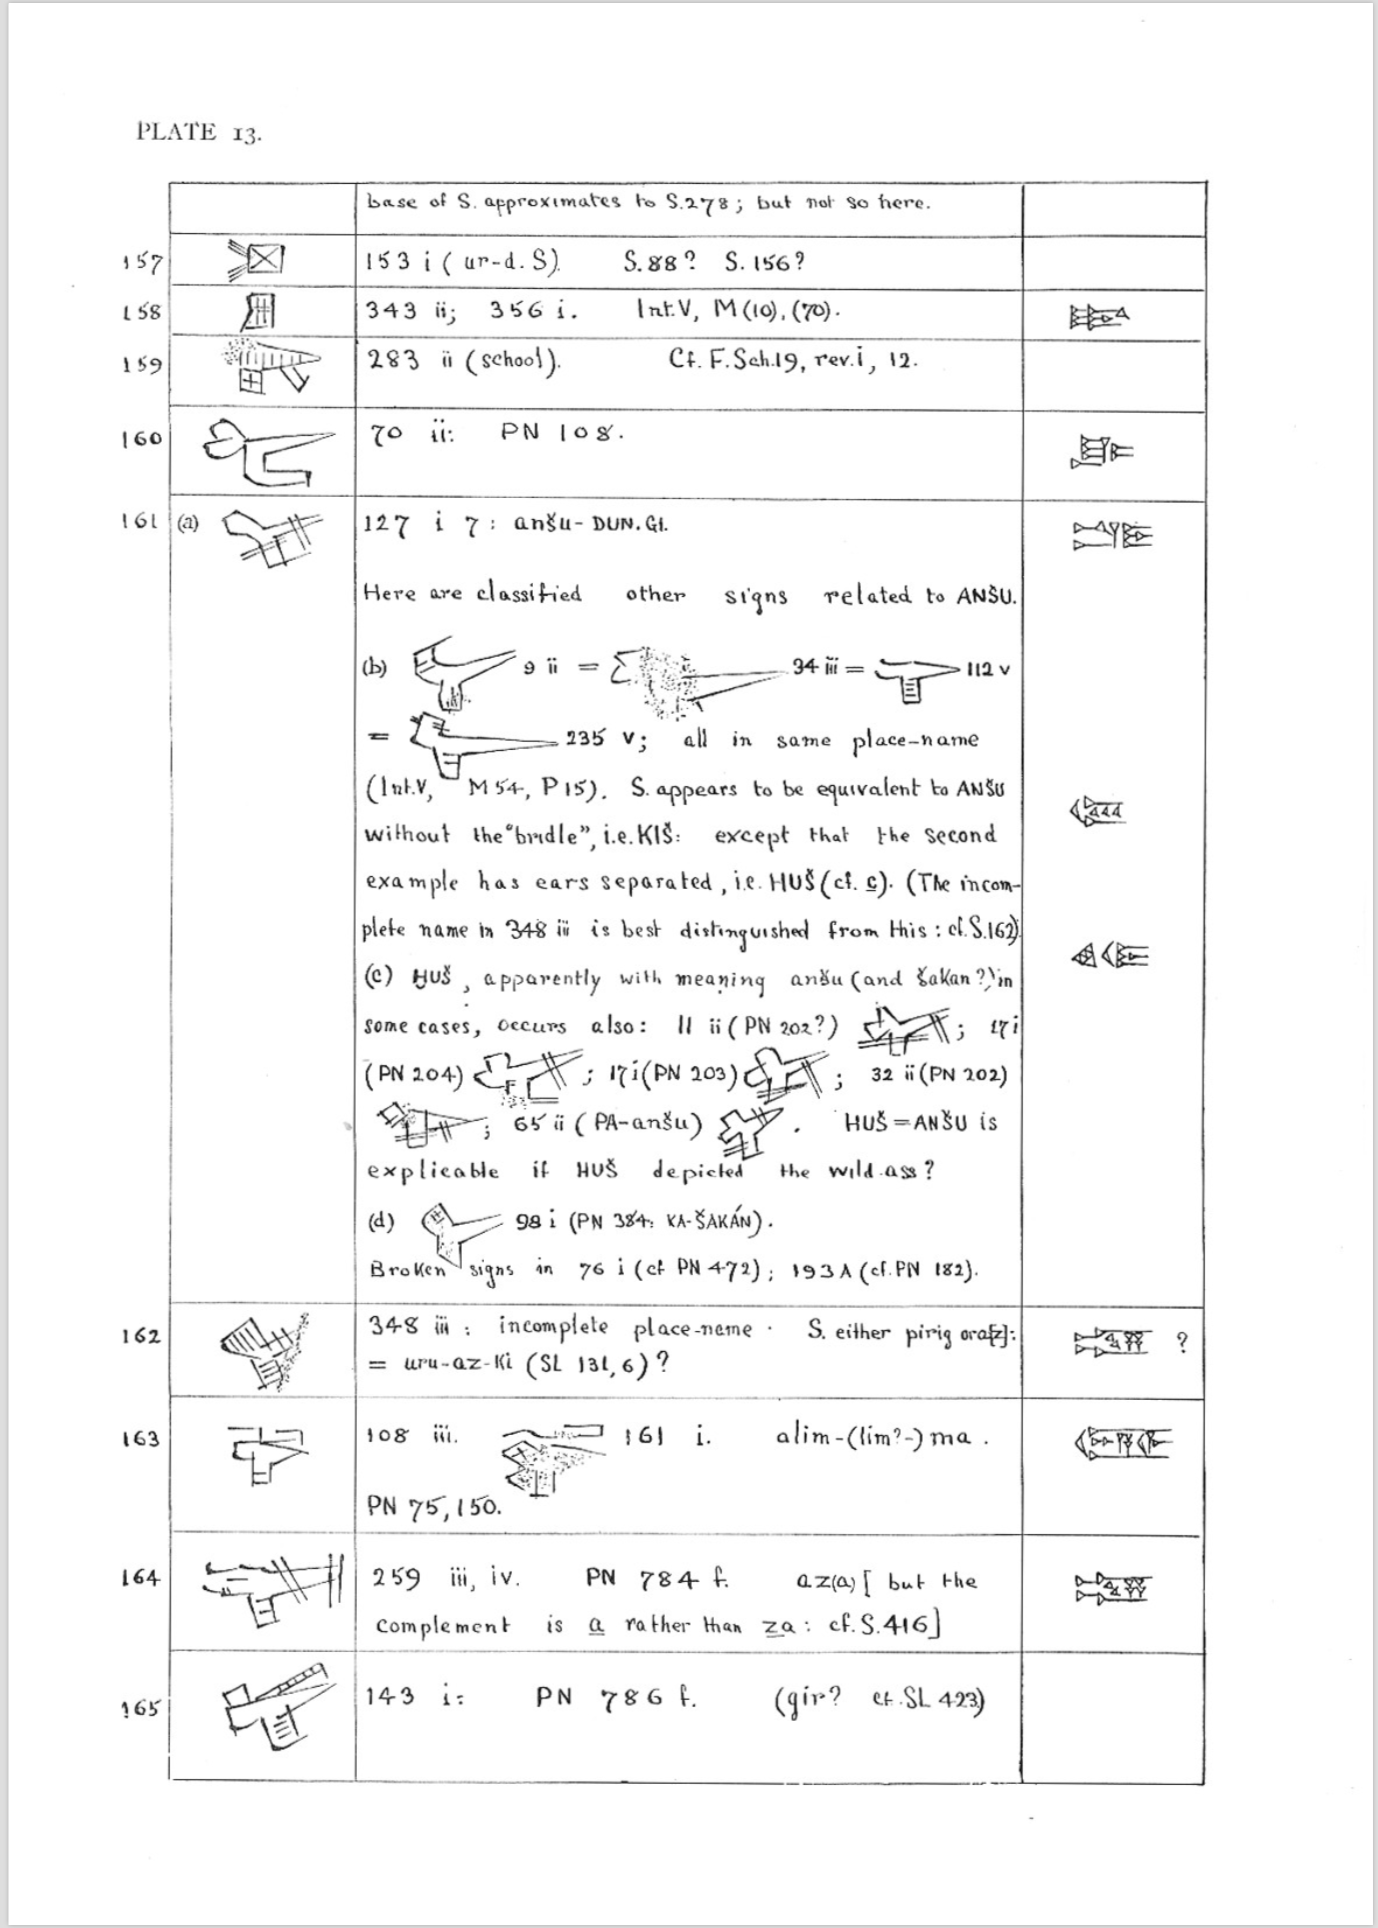 PLATE 13.
base of S. approximates to S.278; but not so here.
157 153 i (ur-d. S). S.88? S.156?
158 343 ii; 356 i. Int.V, M(10), (70).
159 283 ii (school). Cf. F.Sch.19, rev.i, 12.
160 70 ii: PN 108.
161 (a) 127 i 7: anšu-DUN.GI.
Here are classified other signs related to ANŠU.
(b) 9 ii = 34 iii = 112 v
= 235 v; all in same place-name
(Int.V, M54, P15). S. appears to be equivalent to ANŠU
without the "bridle", i.e. KIŠ: except that the second
example has ears separated, i.e. HUŠ (cf. c). (The incom-
plete name in 348 iii is best distinguished from this: cf. S.162)
(c) HUŠ, apparently with meaning anšu (and šakan?) in
some cases, occurs also: 11 ii (PN 202?) ; 17 i
(PN 204) ; 17 i (PN 203) ; 32 ii (PN 202)
; 65 ii (PA-anšu) . HUŠ = ANŠU is
explicable if HUŠ depicted the wild-ass?
(d) 98 i (PN 384: KA-ŠAKÁN).
Broken signs in 76 i (cf PN 472); 193A (cf. PN 182).
162 348 iii: incomplete place-name. S. either pirig or a[z]: ?
= uru-az-ki (SL 131,6)?
163 108 iii. 161 i. alim-(lim?-)ma.
PN 75, 150.
164 259 iii, iv. PN 784 f. az(a) [but the
complement is a rather than za: cf. S.416]
165 143 i: PN 786 f. (gir? cf. SL 423)